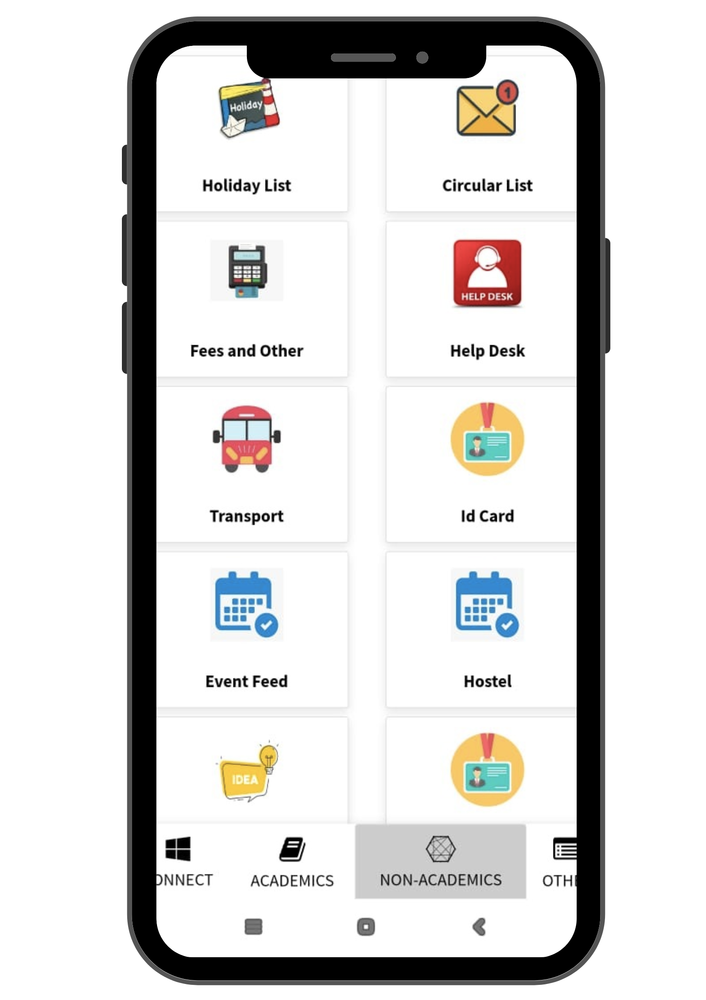 Holiday
1
Holiday List
Circular List
HELP DESK
Fees and Other
Help Desk
Transport
Id Card
Event Feed
Hostel
IDEA
ONNECT
ACADEMICS
NON-ACADEMICS
OTHE